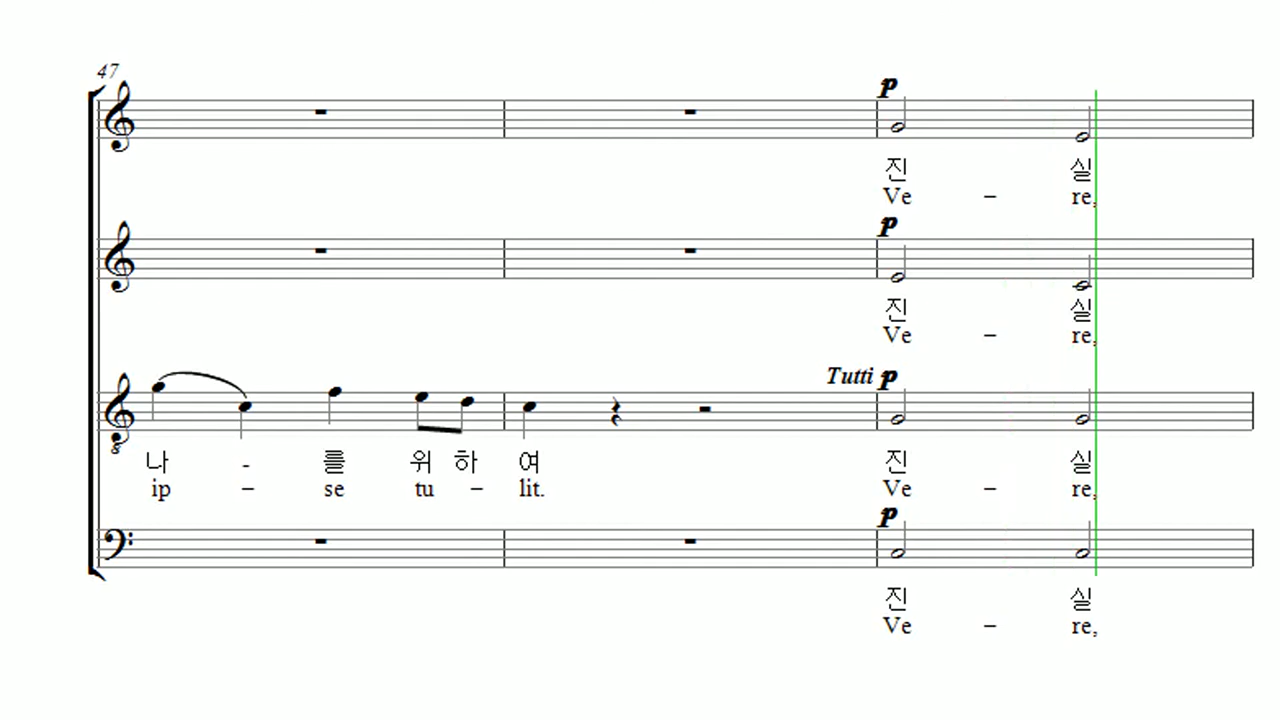 47
p
진 실
Ve – re,
p
진 실
Ve – re,
Tutti p
8
나 - 를 위 하 여 진 실
ip – se tu – lit. Ve – re,
p
진 실
Ve – re,